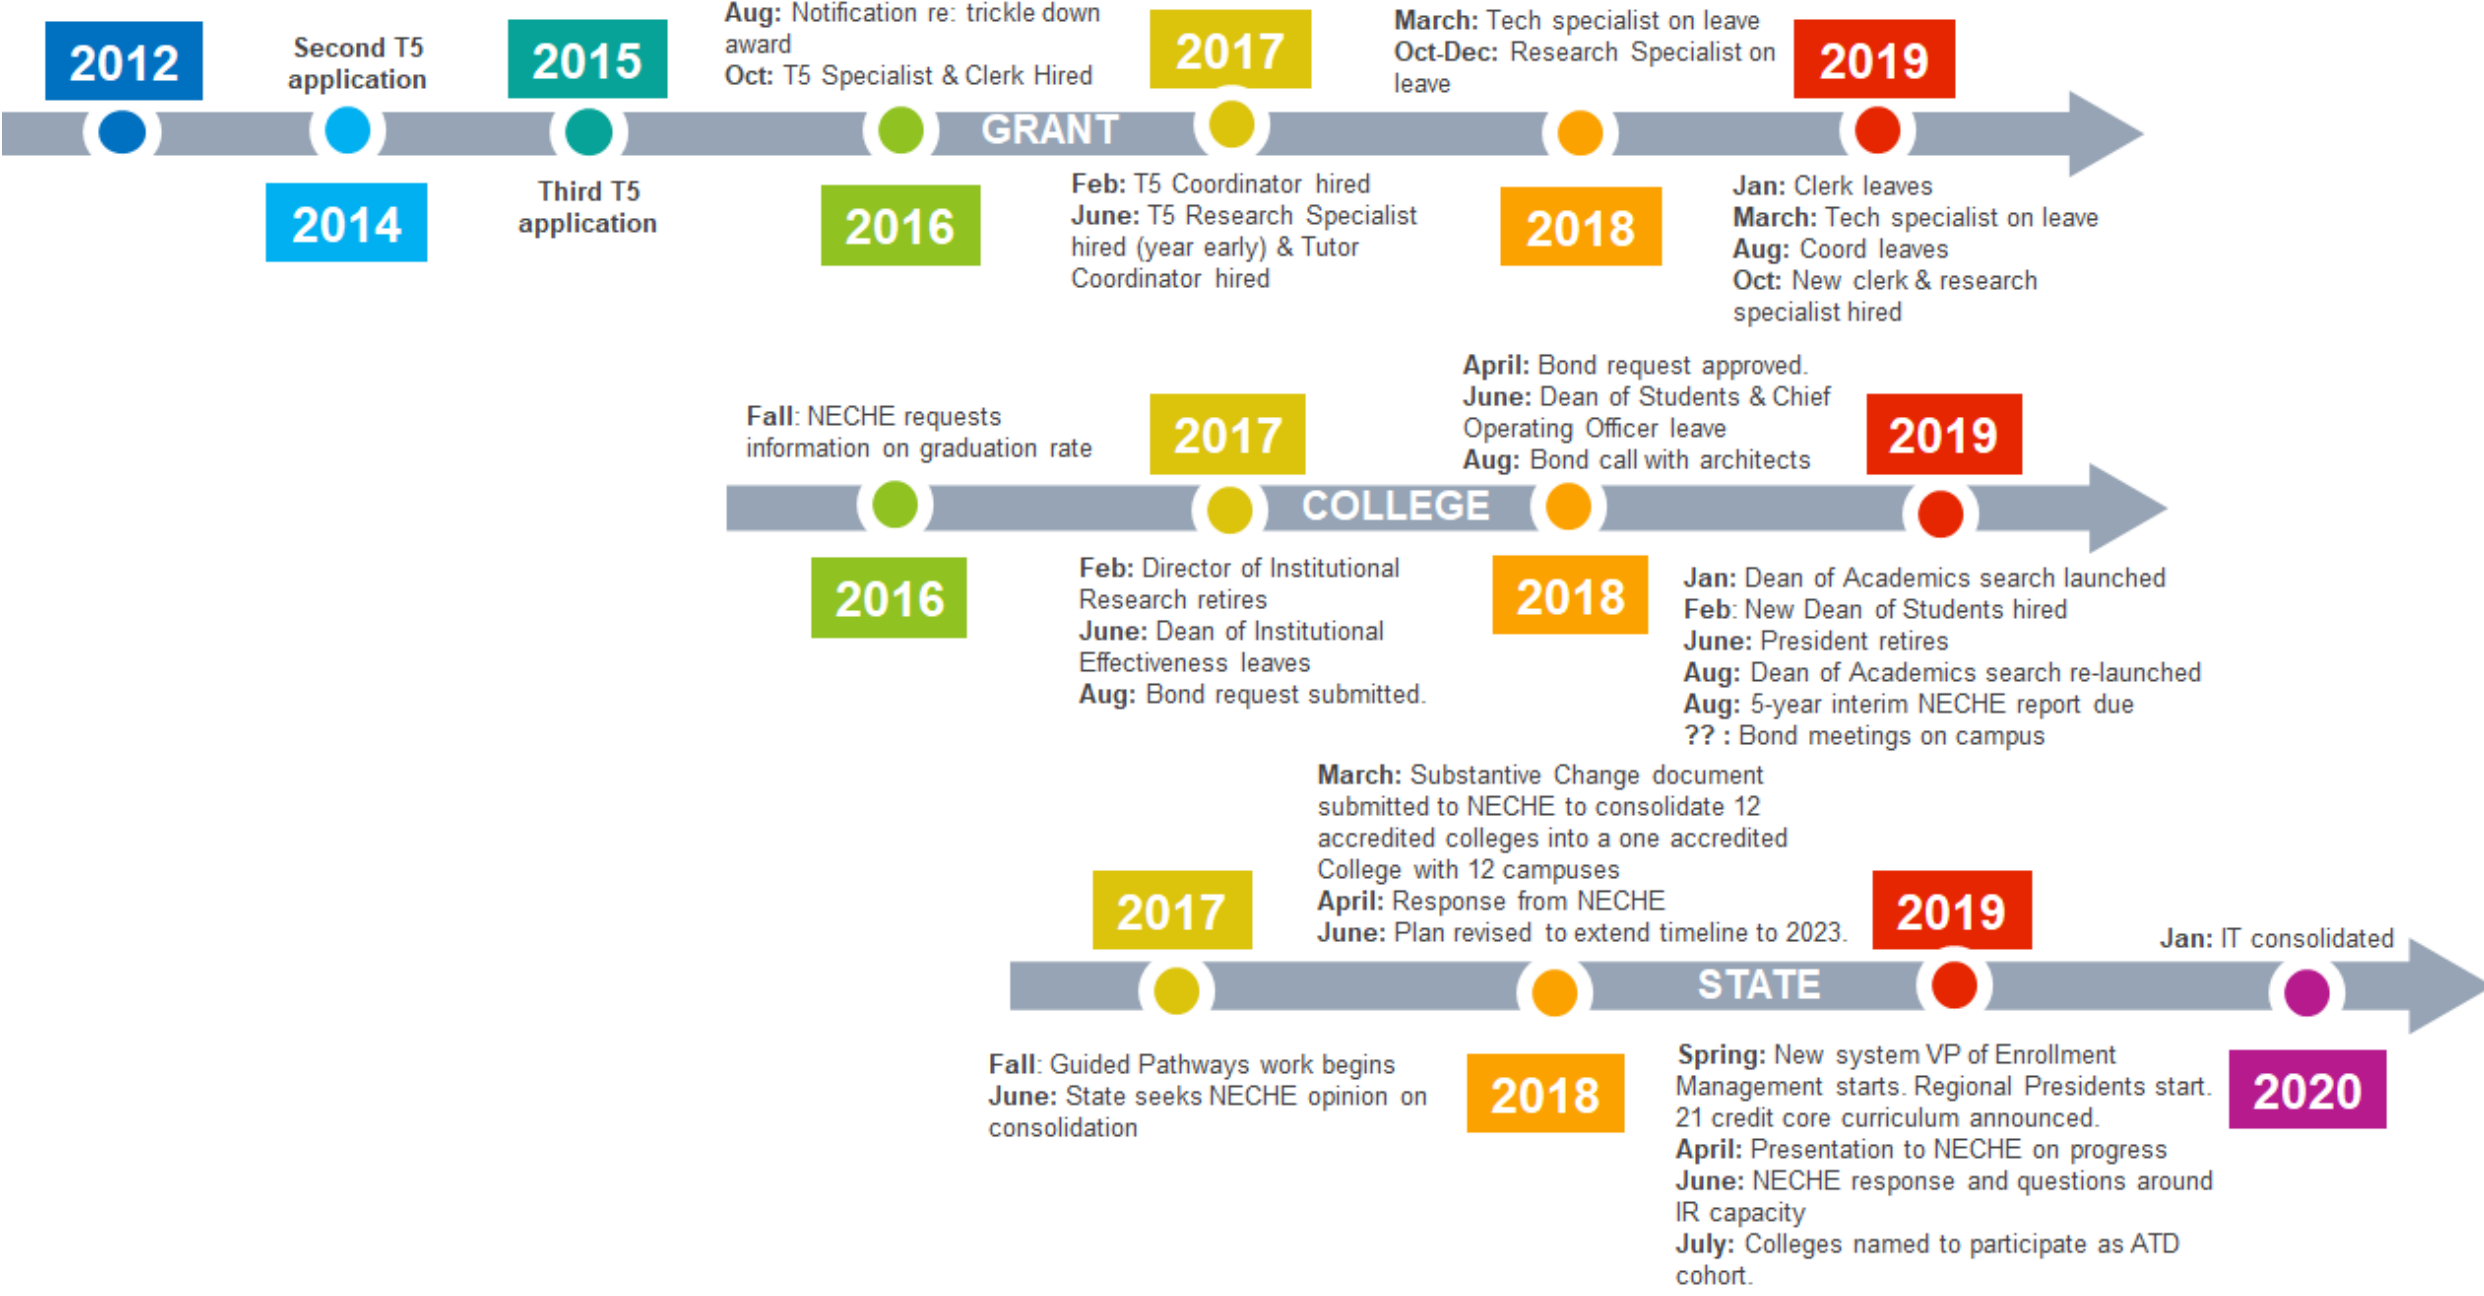 2012
Second T5
application
2015
Aug: Notification re: trickle down
award
Oct: T5 Specialist & Clerk Hired
2017
March: Tech specialist on leave
Oct-Dec: Research Specialist on
leave
2019
GRANT
2014
Third T5
application
2016
Feb: T5 Coordinator hired
June: T5 Research Specialist
hired (year early) & Tutor
Coordinator hired
2018
Jan: Clerk leaves
March: Tech specialist on leave
Aug: Coord leaves
Oct: New clerk & research
specialist hired
Fall: NECHE requests
information on graduation rate
2017
April: Bond request approved.
June: Dean of Students & Chief
Operating Officer leave
Aug: Bond call with architects
2019
COLLEGE
2016
Feb: Director of Institutional
Research retires
June: Dean of Institutional
Effectiveness leaves
Aug: Bond request submitted.
2018
Jan: Dean of Academics search launched
Feb: New Dean of Students hired
June: President retires
Aug: Dean of Academics search re-launched
Aug: 5-year interim NECHE report due
?? : Bond meetings on campus
2017
March: Substantive Change document
submitted to NECHE to consolidate 12
accredited colleges into a one accredited
College with 12 campuses
April: Response from NECHE
June: Plan revised to extend timeline to 2023.
2019
Jan: IT consolidated
STATE
Fall: Guided Pathways work begins
June: State seeks NECHE opinion on
consolidation
2018
Spring: New system VP of Enrollment
Management starts. Regional Presidents start.
21 credit core curriculum announced.
April: Presentation to NECHE on progress
June: NECHE response and questions around
IR capacity
July: Colleges named to participate as ATD
cohort.
2020